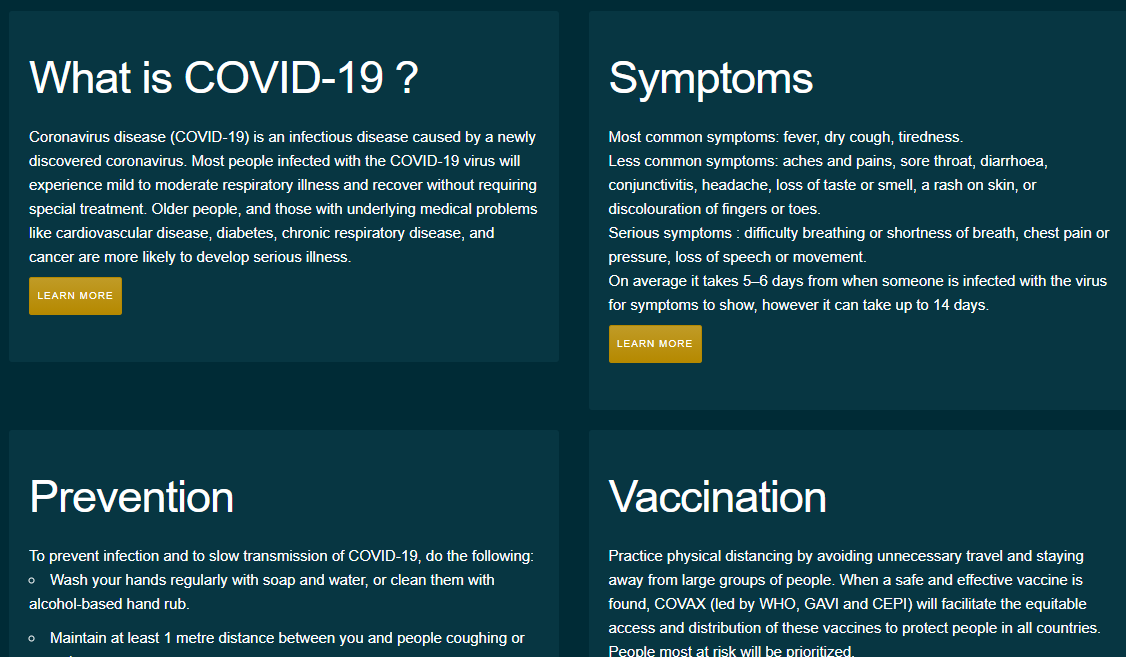 What is COVID-19 ?
Coronavirus disease (COVID-19) is an infectious disease caused by a newly
discovered coronavirus. Most people infected with the COVID-19 virus will
experience mild to moderate respiratory illness and recover without requiring
special treatment. Older people, and those with underlying medical problems
like cardiovascular disease, diabetes, chronic respiratory disease, and
cancer are more likely to develop serious illness.
LEARN MORE
Symptoms
Most common symptoms: fever, dry cough, tiredness.
Less common symptoms: aches and pains, sore throat, diarrhoea,
conjunctivitis, headache, loss of taste or smell, a rash on skin, or
discolouration of fingers or toes.
Serious symptoms : difficulty breathing or shortness of breath, chest pain or
pressure, loss of speech or movement.
On average it takes 5–6 days from when someone is infected with the virus
for symptoms to show, however it can take up to 14 days.
LEARN MORE
Prevention
To prevent infection and to slow transmission of COVID-19, do the following:
Wash your hands regularly with soap and water, or clean them with
alcohol-based hand rub.
Maintain at least 1 metre distance between you and people coughing or
Vaccination
Practice physical distancing by avoiding unnecessary travel and staying
away from large groups of people. When a safe and effective vaccine is
found, COVAX (led by WHO, GAVI and CEPI) will facilitate the equitable
access and distribution of these vaccines to protect people in all countries.
People most at risk will be prioritized.